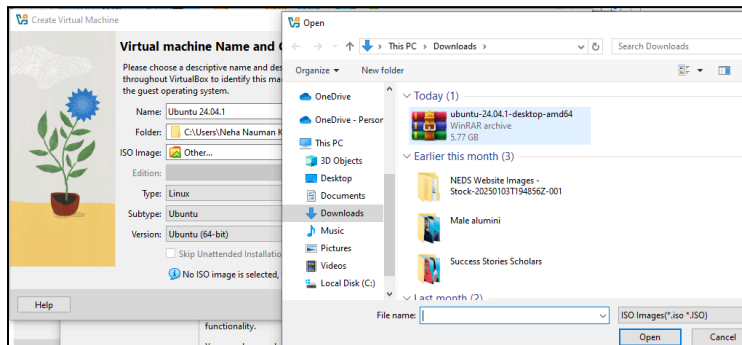 Create Virtual Machine
Virtual machine Name and
Please choose a descriptive name and des
throughout VirtualBox to identify this ma
the guest operating system.
Name: Ubuntu 24.04.1
Folder: C:\Users\Neha Nauman K
ISO Image: Other...
Edition:
Type: Linux
Subtype: Ubuntu
Version: Ubuntu (64-bit)
Skip Unattended Installatio
No ISO image is selected,
Help
functionality.
Open
This PC > Downloads >
Search Downloads
Organize
New folder
OneDrive
OneDrive - Person
This PC
3D Objects
Desktop
Documents
Downloads
Music
Pictures
Videos
Local Disk (C:)
Today (1)
ubuntu-24.04.1-desktop-amd64
WinRAR archive
5.77 GB
Earlier this month (3)
NEDS Website Images -
Stock-20250103T194856Z-001
Male alumini
Success Stories Scholars
Last month (2)
File name:
ISO Images(*.iso *.ISO)
Open
Cancel